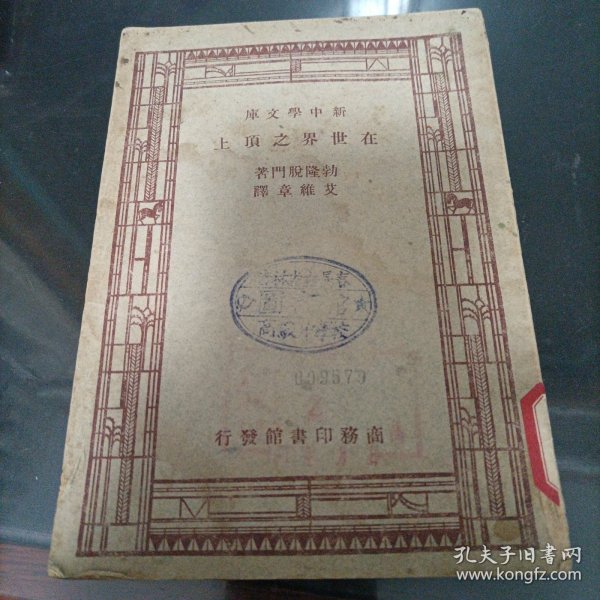 新中學文庫
在世界之頂上
勃隆脫門著
艾維章譯
商務印書館發行
孔夫子旧书网
www.kongfz.com